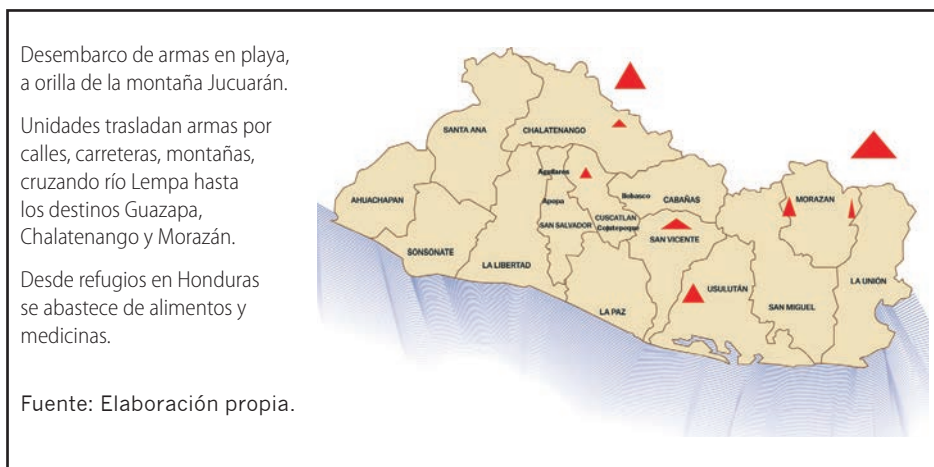 Desembarco de armas en playa,
a orilla de la montaña Jucuarán.
Unidades trasladan armas por
calles, carreteras, montañas,
cruzando río Lempa hasta
los destinos Guazapa,
Chalatenango y Morazán.
Desde refugios en Honduras
se abastece de alimentos y
medicinas.
Fuente: Elaboración propia.
SANTA ANA
CHALATENANGO
Aguilares
Ilobasco
CABAÑAS
MORAZAN
AHUACHAPAN
Apopa
CUSCATLAN
Cojutepeque
SAN SALVADOR
SAN VICENTE
SONSONATE
LA LIBERTAD
LA UNIÓN
USULUTÁN
SAN MIGUEL
LA PAZ